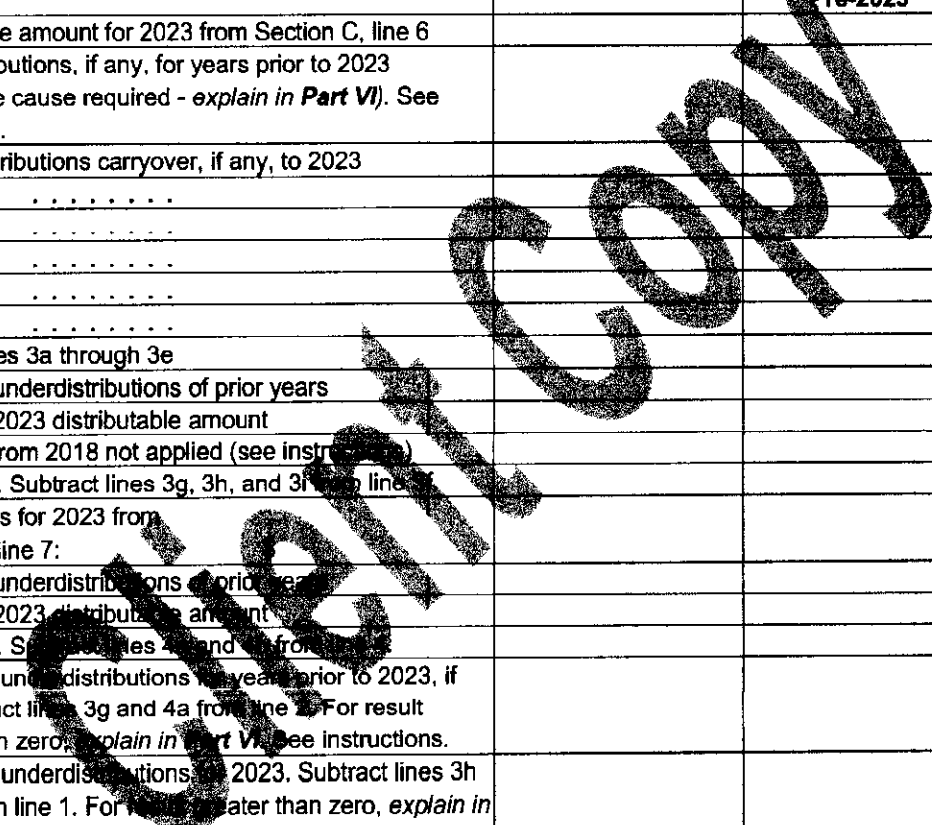 re-2023
e amount for 2023 from Section C, line 6
butions, if any, for years prior to 2023
e cause required - explain in Part VI). See
.
ributions carryover, if any, to 2023
. . . . . . . .
. . . . . . . .
. . . . . . . .
. . . . . . . .
. . . . . . . .
es 3a through 3e
underdistributions of prior years
2023 distributable amount
rom 2018 not applied (see instructions)
. Subtract lines 3g, 3h, and 3i from line 3f.
s for 2023 from
line 7:
underdistributions of prior years
2023 distributable amount
. Subtract lines 4a and 4b from
underdistributions for years prior to 2023, if
act lines 3g and 4a from line 2. For result
n zero, explain in Part VI. See instructions.
underdistributions for 2023. Subtract lines 3h
n line 1. For result greater than zero, explain in
Client Copy